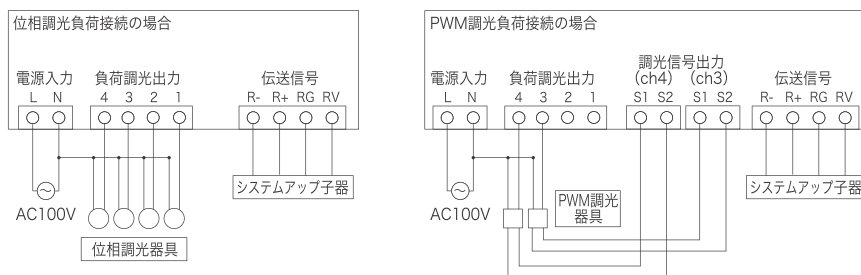 位相調光負荷接続の場合
電源入力 負荷調光出力 伝送信号
L N 4 3 2 1 R- R+ RG RV
システムアップ子器
AC100V
位相調光器具
PWM調光負荷接続の場合
調光信号出力
電源入力 負荷調光出力 (ch4) (ch3) 伝送信号
L N 4 3 2 1 S1 S2 S1 S2 R- R+ RG RV
システムアップ子器
PWM調光
器具
AC100V